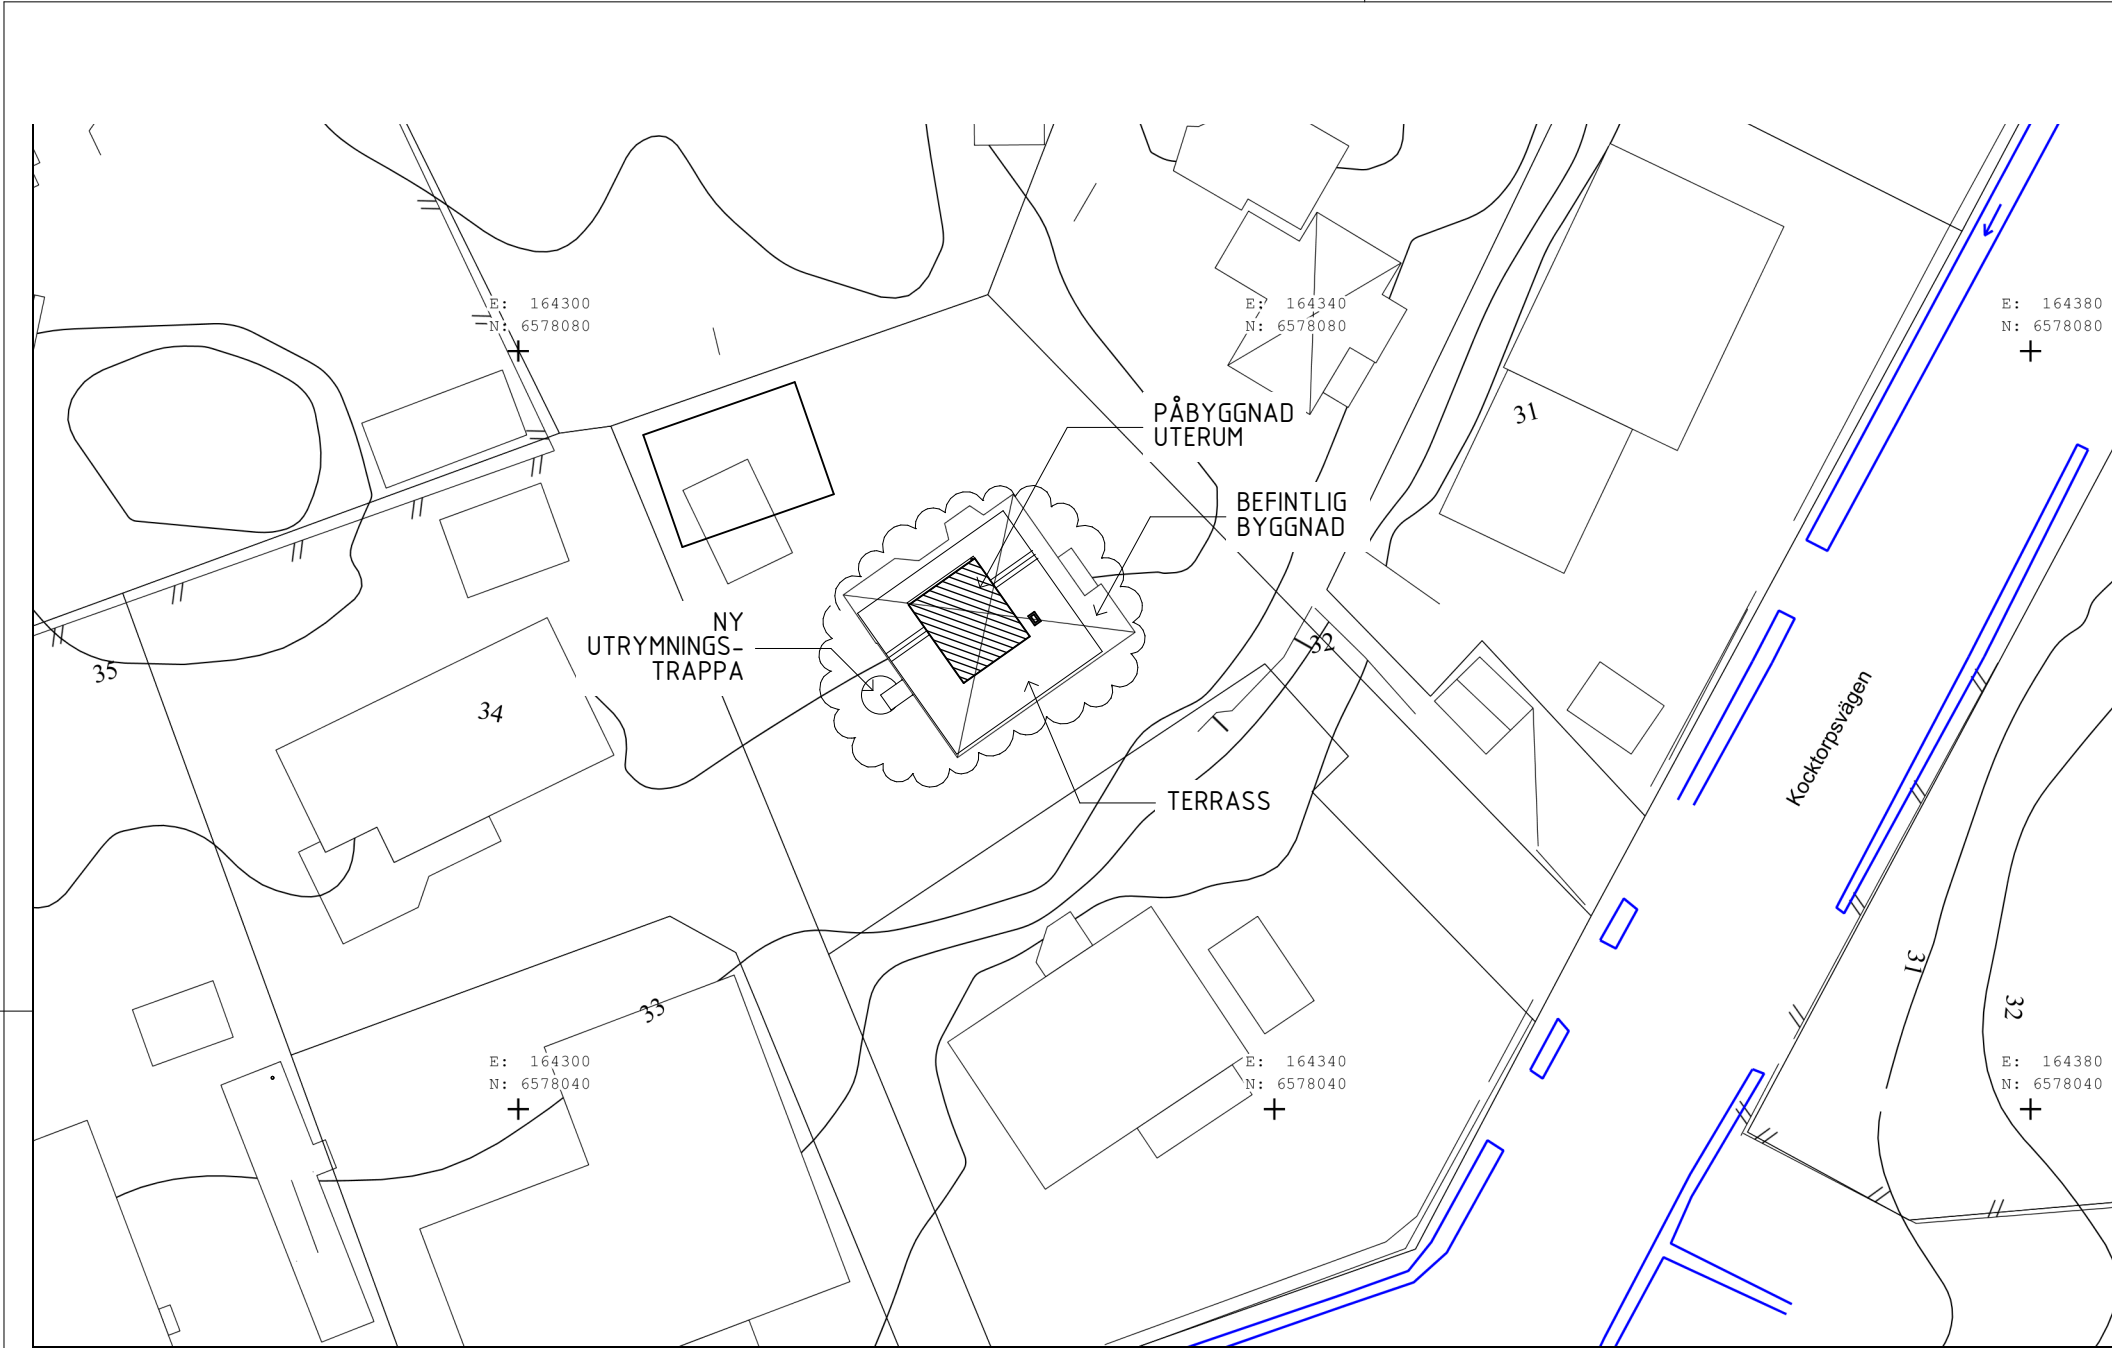 E: 164300
N: 6578080
E: 164340
N: 6578080
E: 164380
N: 6578080
PÅBYGGNAD
UTERUM
31
BEFINTLIG
BYGGNAD
NY
UTRYMNINGS-
TRAPPA
32
35
34
Kocktorpsvägen
TERRASS
31
32
33
E: 164300
N: 6578040
E: 164340
N: 6578040
E: 164380
N: 6578040